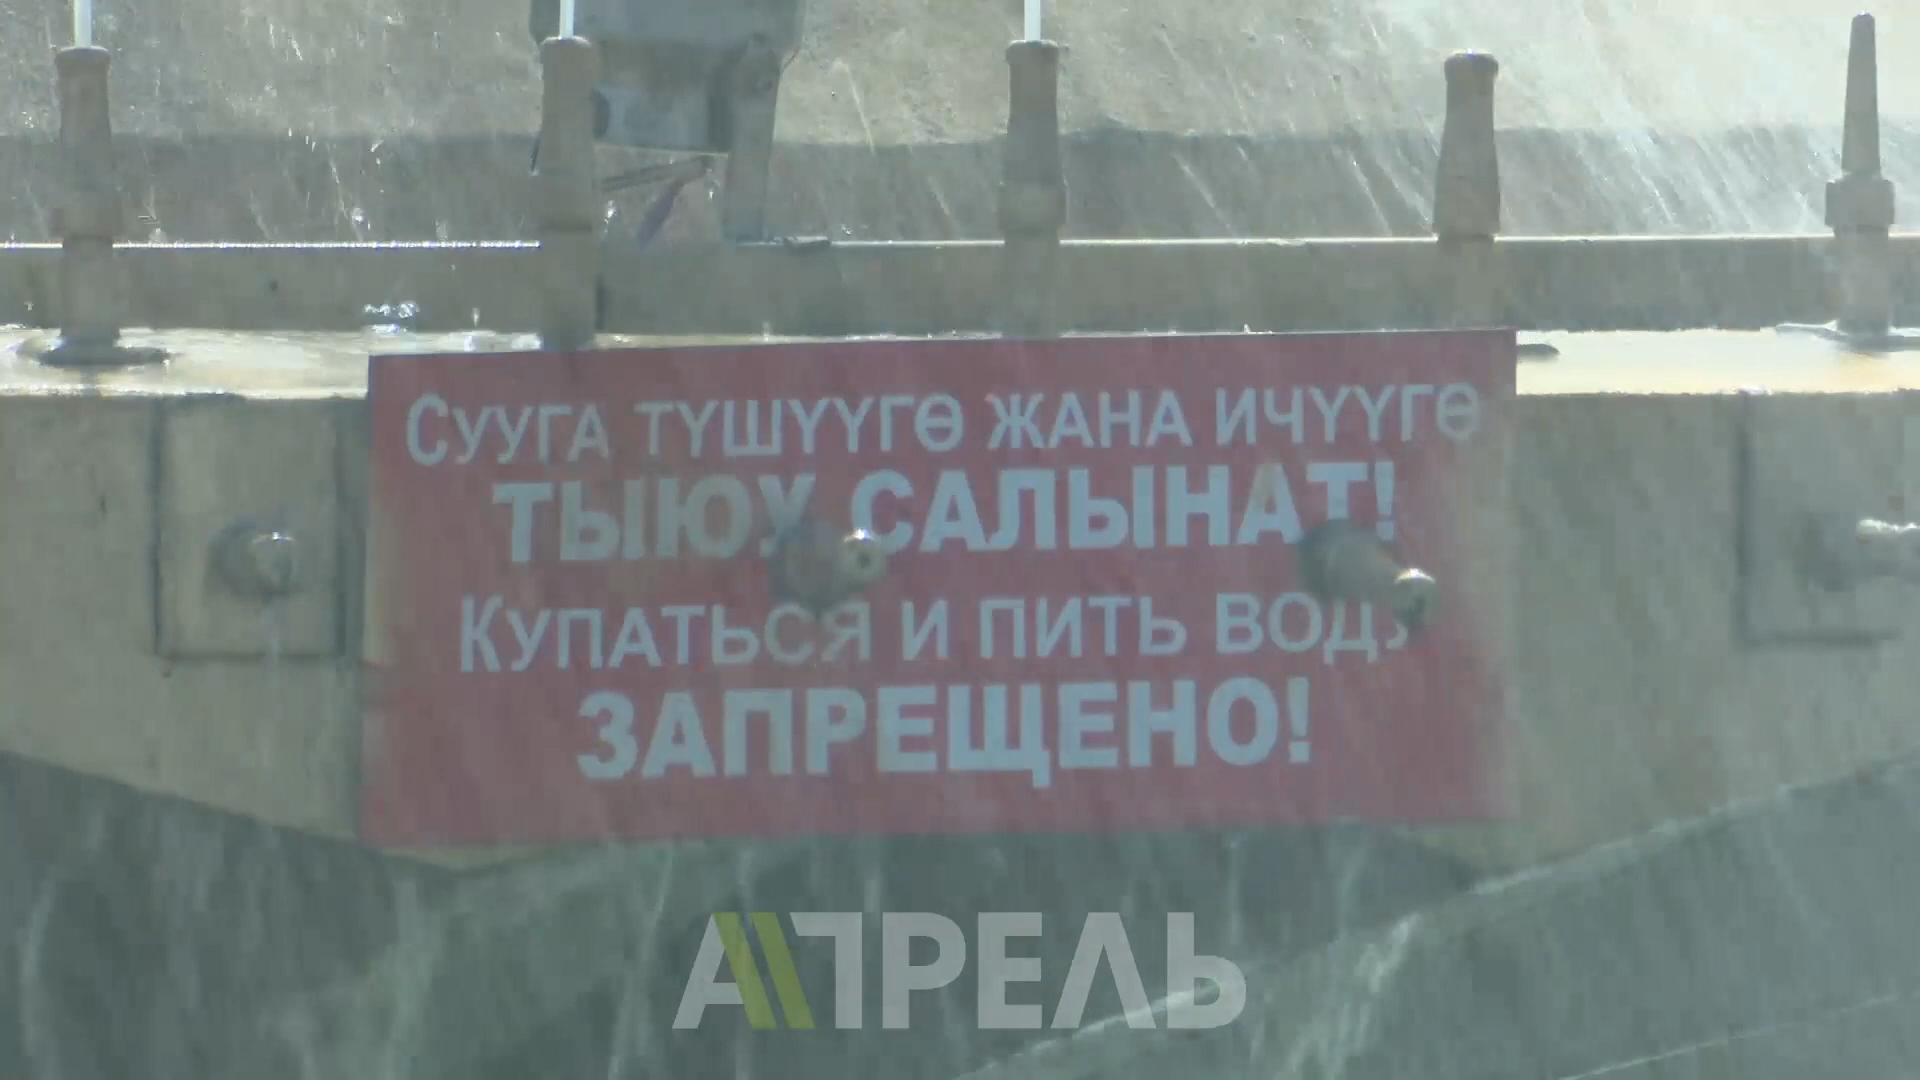 Сууга түшүүгө жана ичүүгө
ТЫЮУ САЛЫНАТ!
Купаться и пить воду
ЗАПРЕЩЕНО!
АПРЕЛЬ